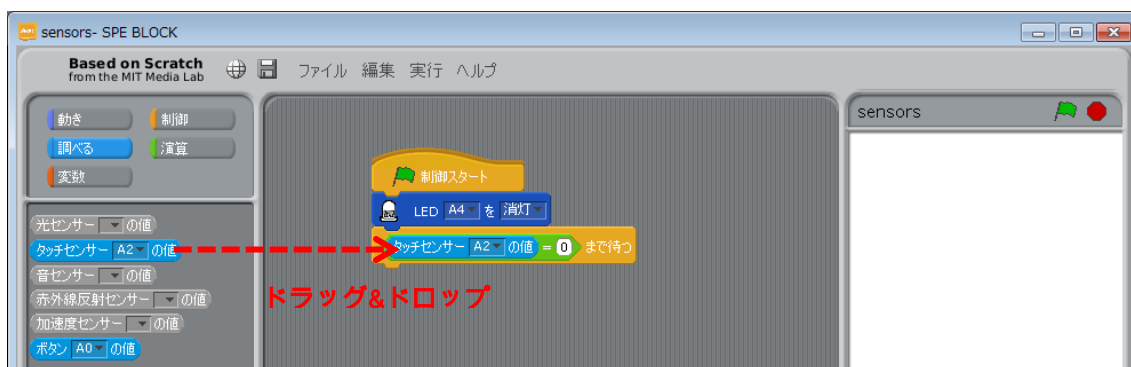 sensors- SPE BLOCK
Based on Scratch
from the MIT Media Lab
ファイル 編集 実行 ヘルプ
動き 制御
調べる 演算
変数
光センサー の値
タッチセンサー A2 の値
音センサー の値
赤外線反射センサー の値
加速度センサー の値
ボタン A0 の値
制御スタート
LED A4 を 消灯
タッチセンサー A2 の値 = 0 まで待つ
ドラッグ&ドロップ
sensors